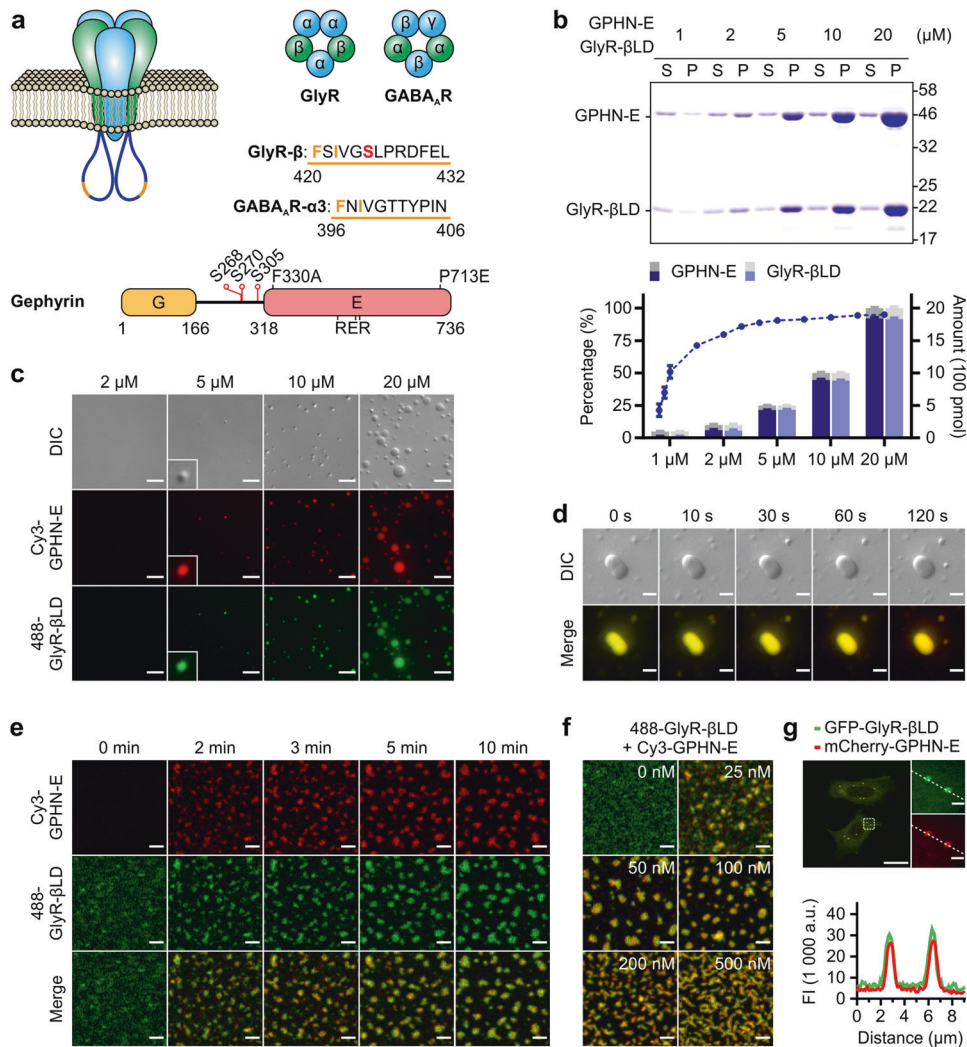 a
α α
β β
α
GlyR
β γ
α α
β
GABA_AR
GlyR-β: FSIVGSLPRDFEL
420 432
GABA_AR-α3: FNIVGTTYPIN
396 406
S268
S270
S305
F330A P713E
Gephyrin G E
1 166 318 RER 736
b
GPHN-E
GlyR-βLD 1 2 5 10 20 (μM)
S P S P S P S P S P
58
GPHN-E 46
32
25
GlyR-βLD 22
17
GPHN-E GlyR-βLD
Percentage (%)
100
75
50
25
0
Amount (100 pmol)
20
15
10
5
0
1 μM 2 μM 5 μM 10 μM 20 μM
c
2 μM 5 μM 10 μM 20 μM
DIC
Cy3-
GPHN-E
488-
GlyR-βLD
d
0 s 10 s 30 s 60 s 120 s
DIC
Merge
e
0 min 2 min 3 min 5 min 10 min
Cy3-
GPHN-E
488-
GlyR-βLD
Merge
f
488-GlyR-βLD
+ Cy3-GPHN-E
0 nM 25 nM
50 nM 100 nM
200 nM 500 nM
g
GFP-GlyR-βLD
mCherry-GPHN-E
FI (1 000 a.u.)
40
30
20
10
0
0 2 4 6 8
Distance (μm)